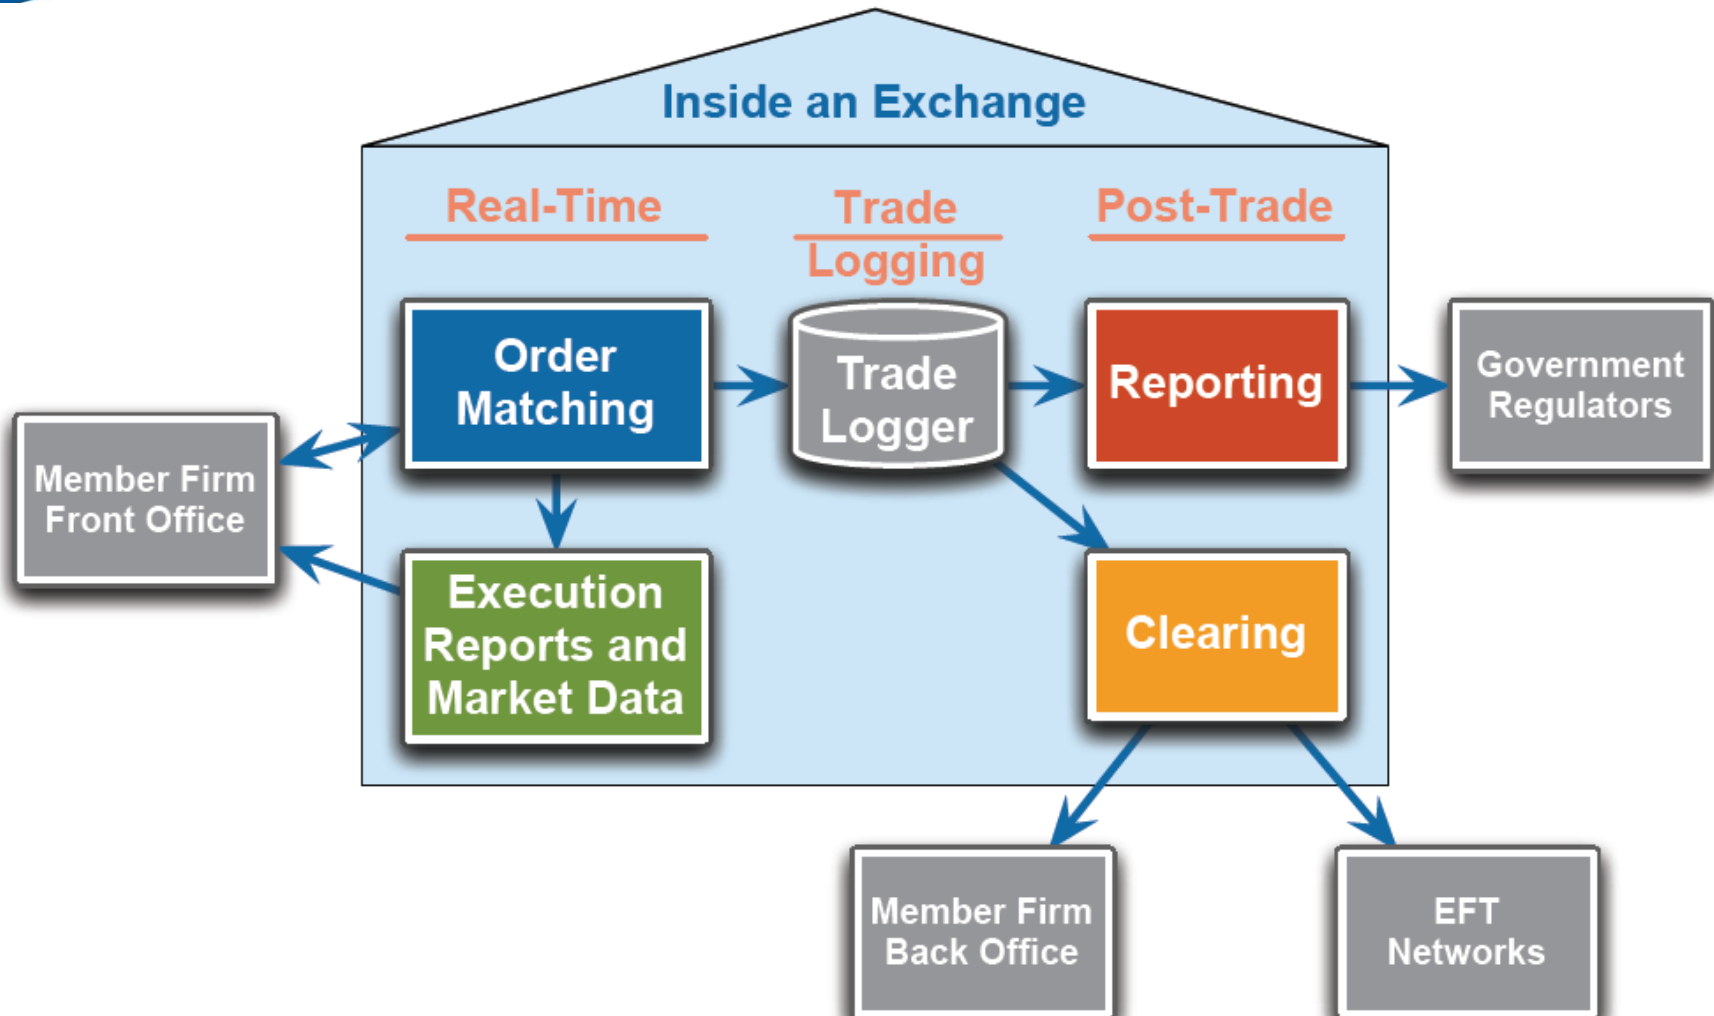 Inside an Exchange
Real-Time
Trade
Logging
Post-Trade
Order
Matching
Trade
Logger
Reporting
Government
Regulators
Member Firm
Front Office
Execution
Reports and
Market Data
Clearing
Member Firm
Back Office
EFT
Networks